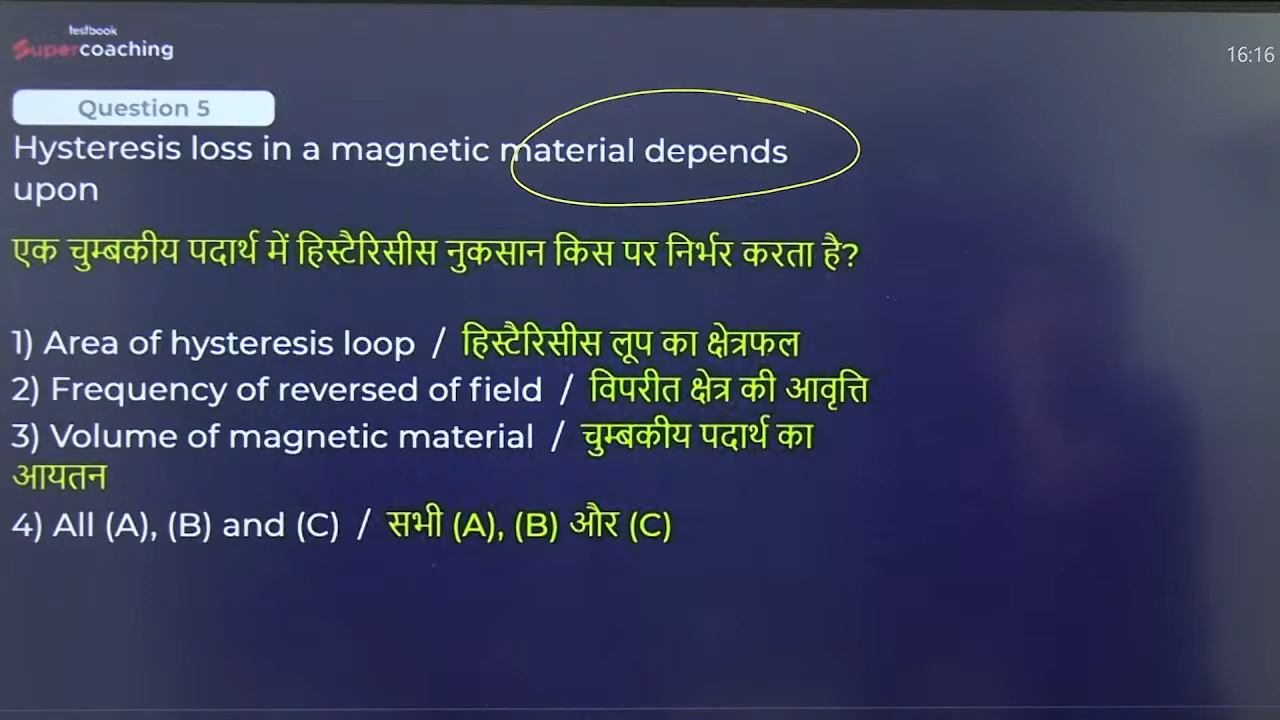 testbook
Supercoaching
16:16
Question 5
Hysteresis loss in a magnetic material depends
upon
एक चुम्बकीय पदार्थ में हिस्टैरिसीस नुकसान किस पर निर्भर करता है?
1) Area of hysteresis loop / हिस्टैरिसीस लूप का क्षेत्रफल
2) Frequency of reversed of field / विपरीत क्षेत्र की आवृत्ति
3) Volume of magnetic material / चुम्बकीय पदार्थ का
आयतन
4) All (A), (B) and (C) / सभी (A), (B) और (C)